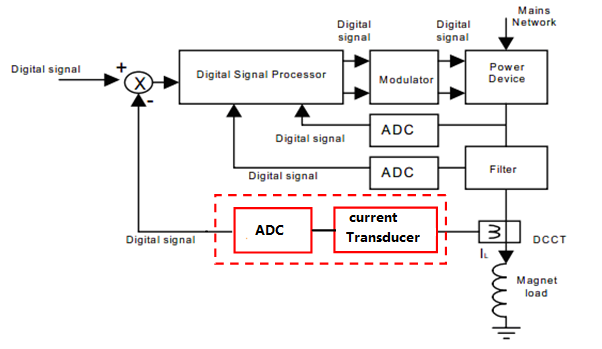 Mains
Network
Digital
signal
Digital
signal
Digital signal
+
X
-
Digital Signal Processor
Modulator
Power
Device
ADC
Digital signal
ADC
Digital signal
Filter
ADC
current
Transducer
Digital signal
DCCT
IL
Magnet
load